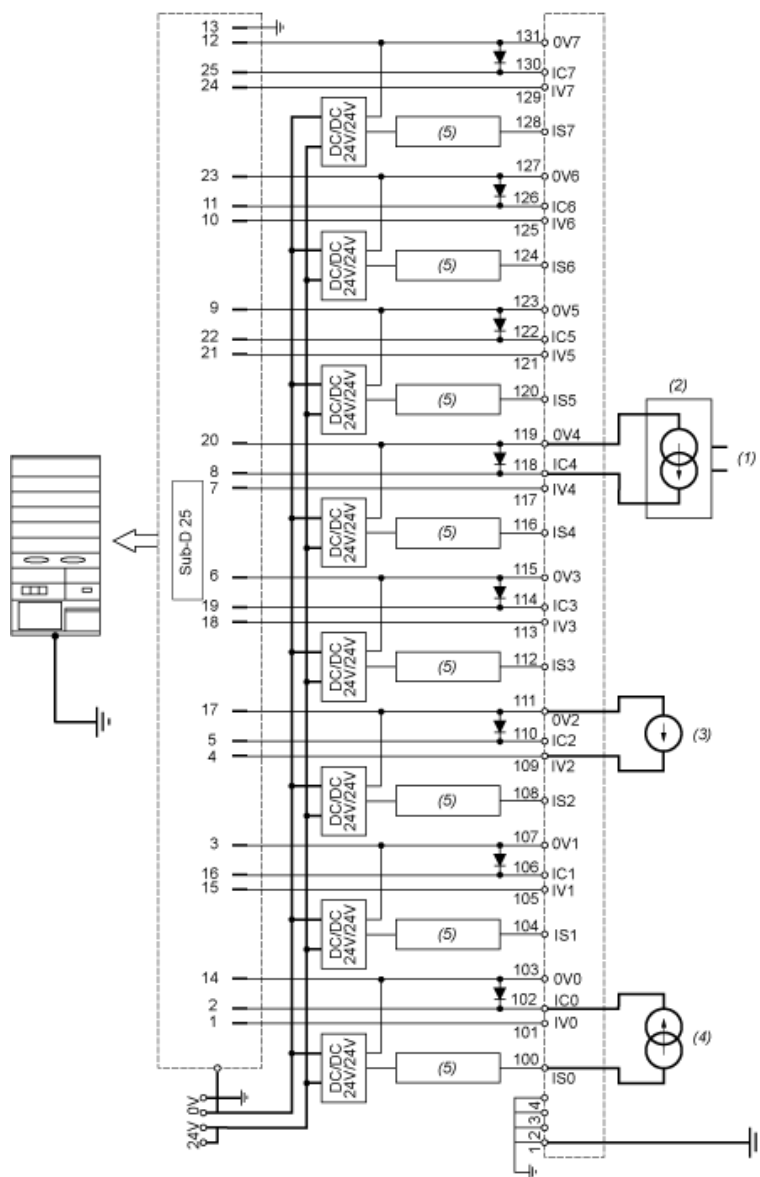 13
12 131 0V7
25 130 IC7
24 IV7
129
DC/DC 24V/24V (5) 128 IS7
23 127 0V6
11 126 IC6
10 IV6
125
DC/DC 24V/24V (5) 124 IS6
9 123 0V5
22 122 IC5
21 IV5
121
DC/DC 24V/24V (5) 120 IS5
(2)
20 119 0V4
(1)
8 118 IC4
7 IV4
117
DC/DC 24V/24V (5) 116 IS4
Sub-D 25
6 115 0V3
19 114 IC3
18 IV3
113
DC/DC 24V/24V (5) 112 IS3
17 111 0V2
(3)
5 110 IC2
4 IV2
109
DC/DC 24V/24V (5) 108 IS2
3 107 0V1
16 106 IC1
15 IV1
105
DC/DC 24V/24V (5) 104 IS1
14 103 0V0
2 102 IC0
1 IV0
101
(4)
DC/DC 24V/24V (5) 100 IS0
0V
24V
4
3
2
1